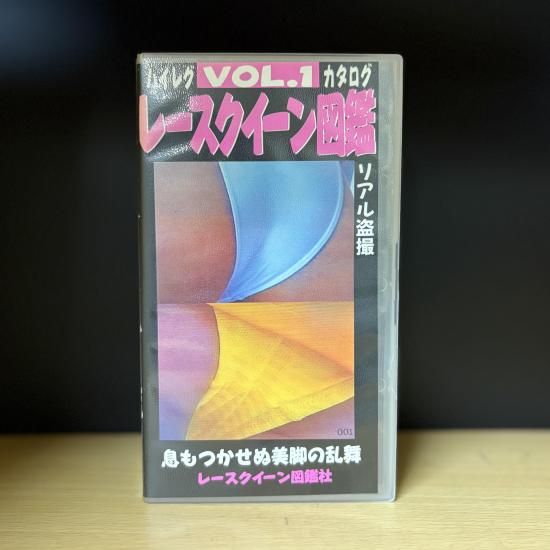 ハイレグ VOL.1 カタログ
レースクイーン図鑑
リアル盗撮
001
息もつかせぬ美脚の乱舞
レースクイーン図鑑社